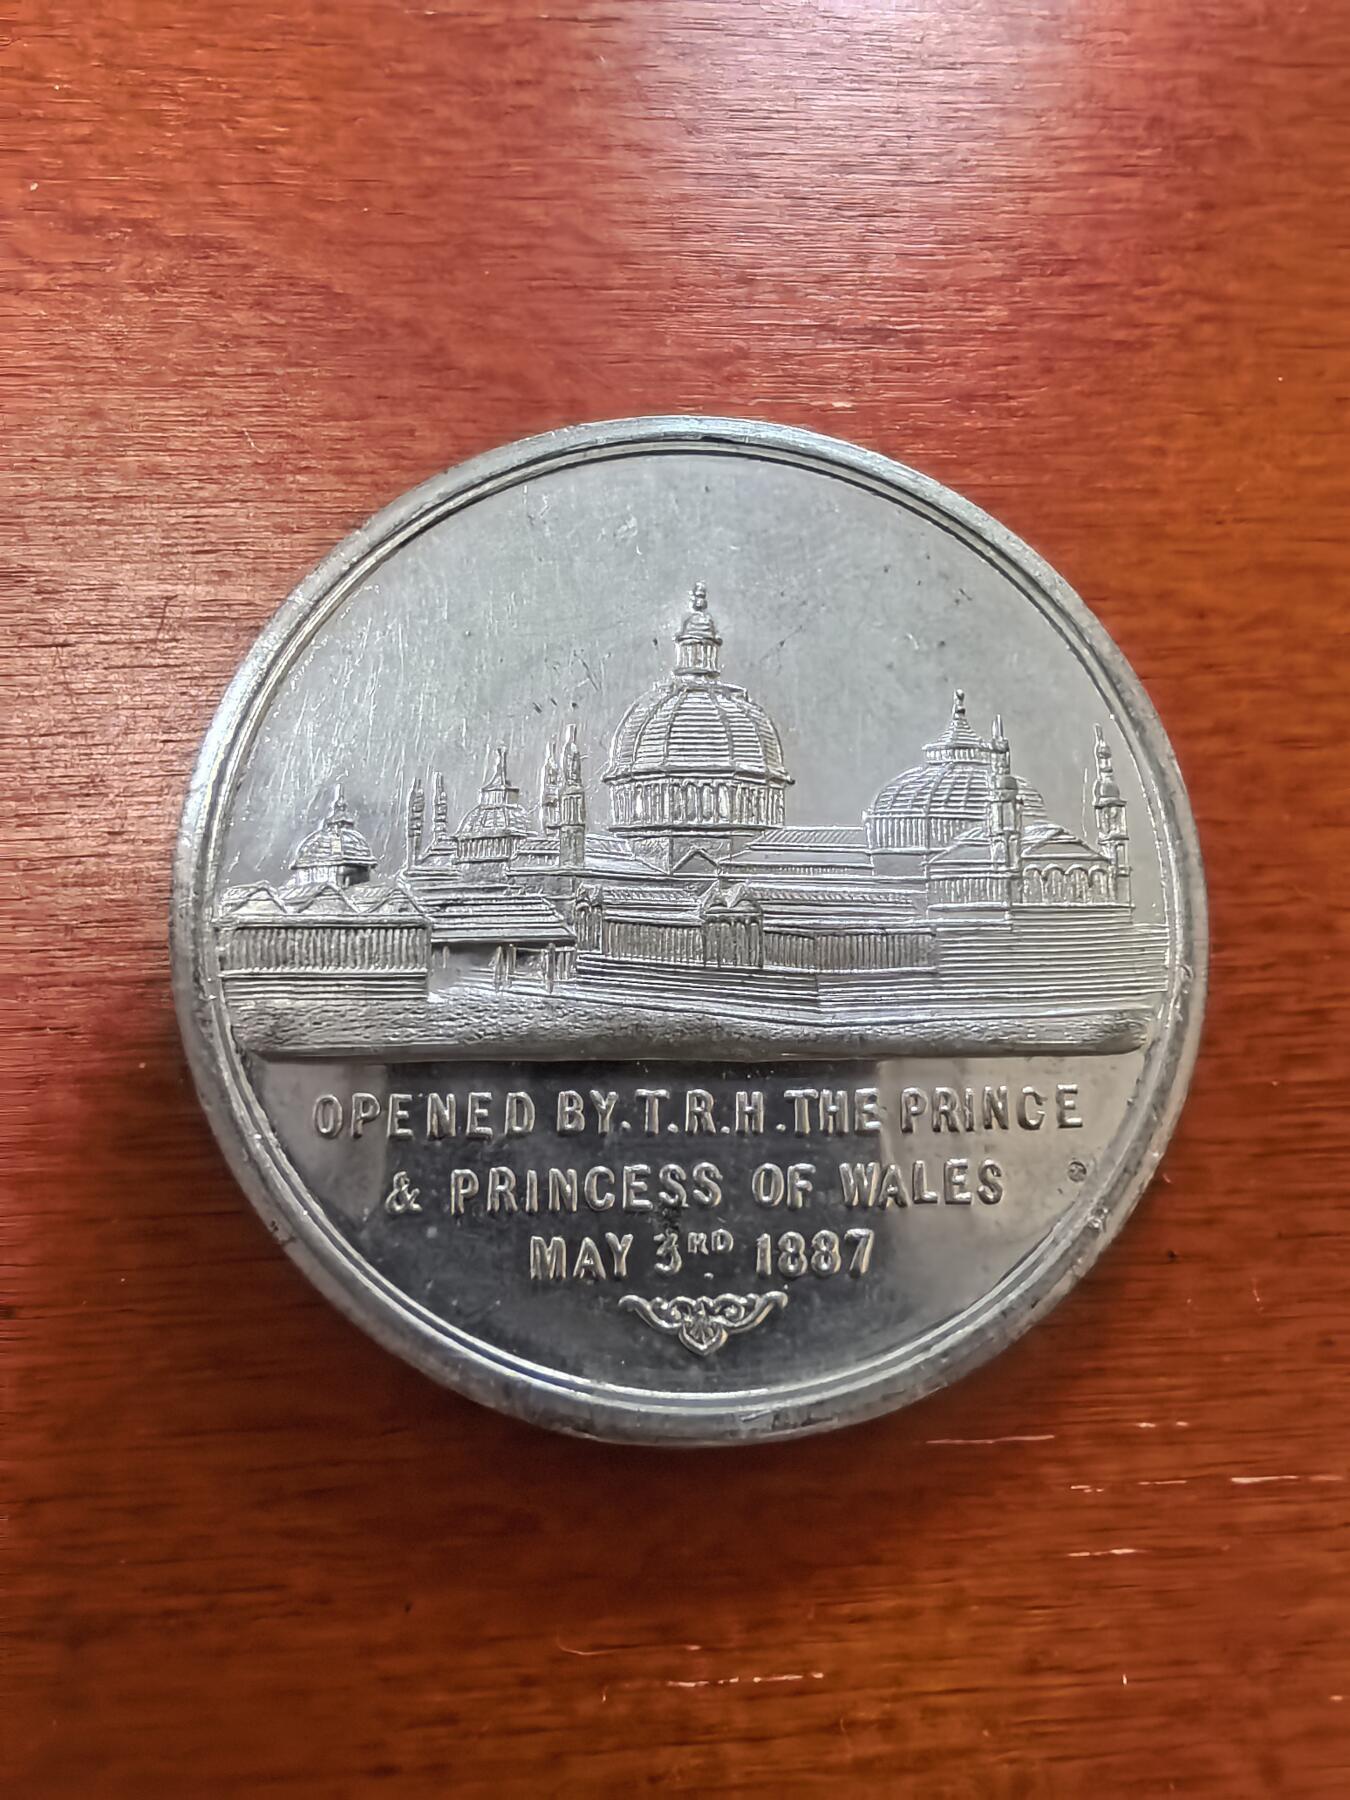 OPENED BY.T.R.H.THE PRINCE
& PRINCESS OF WALES
MAY 3RD 1887